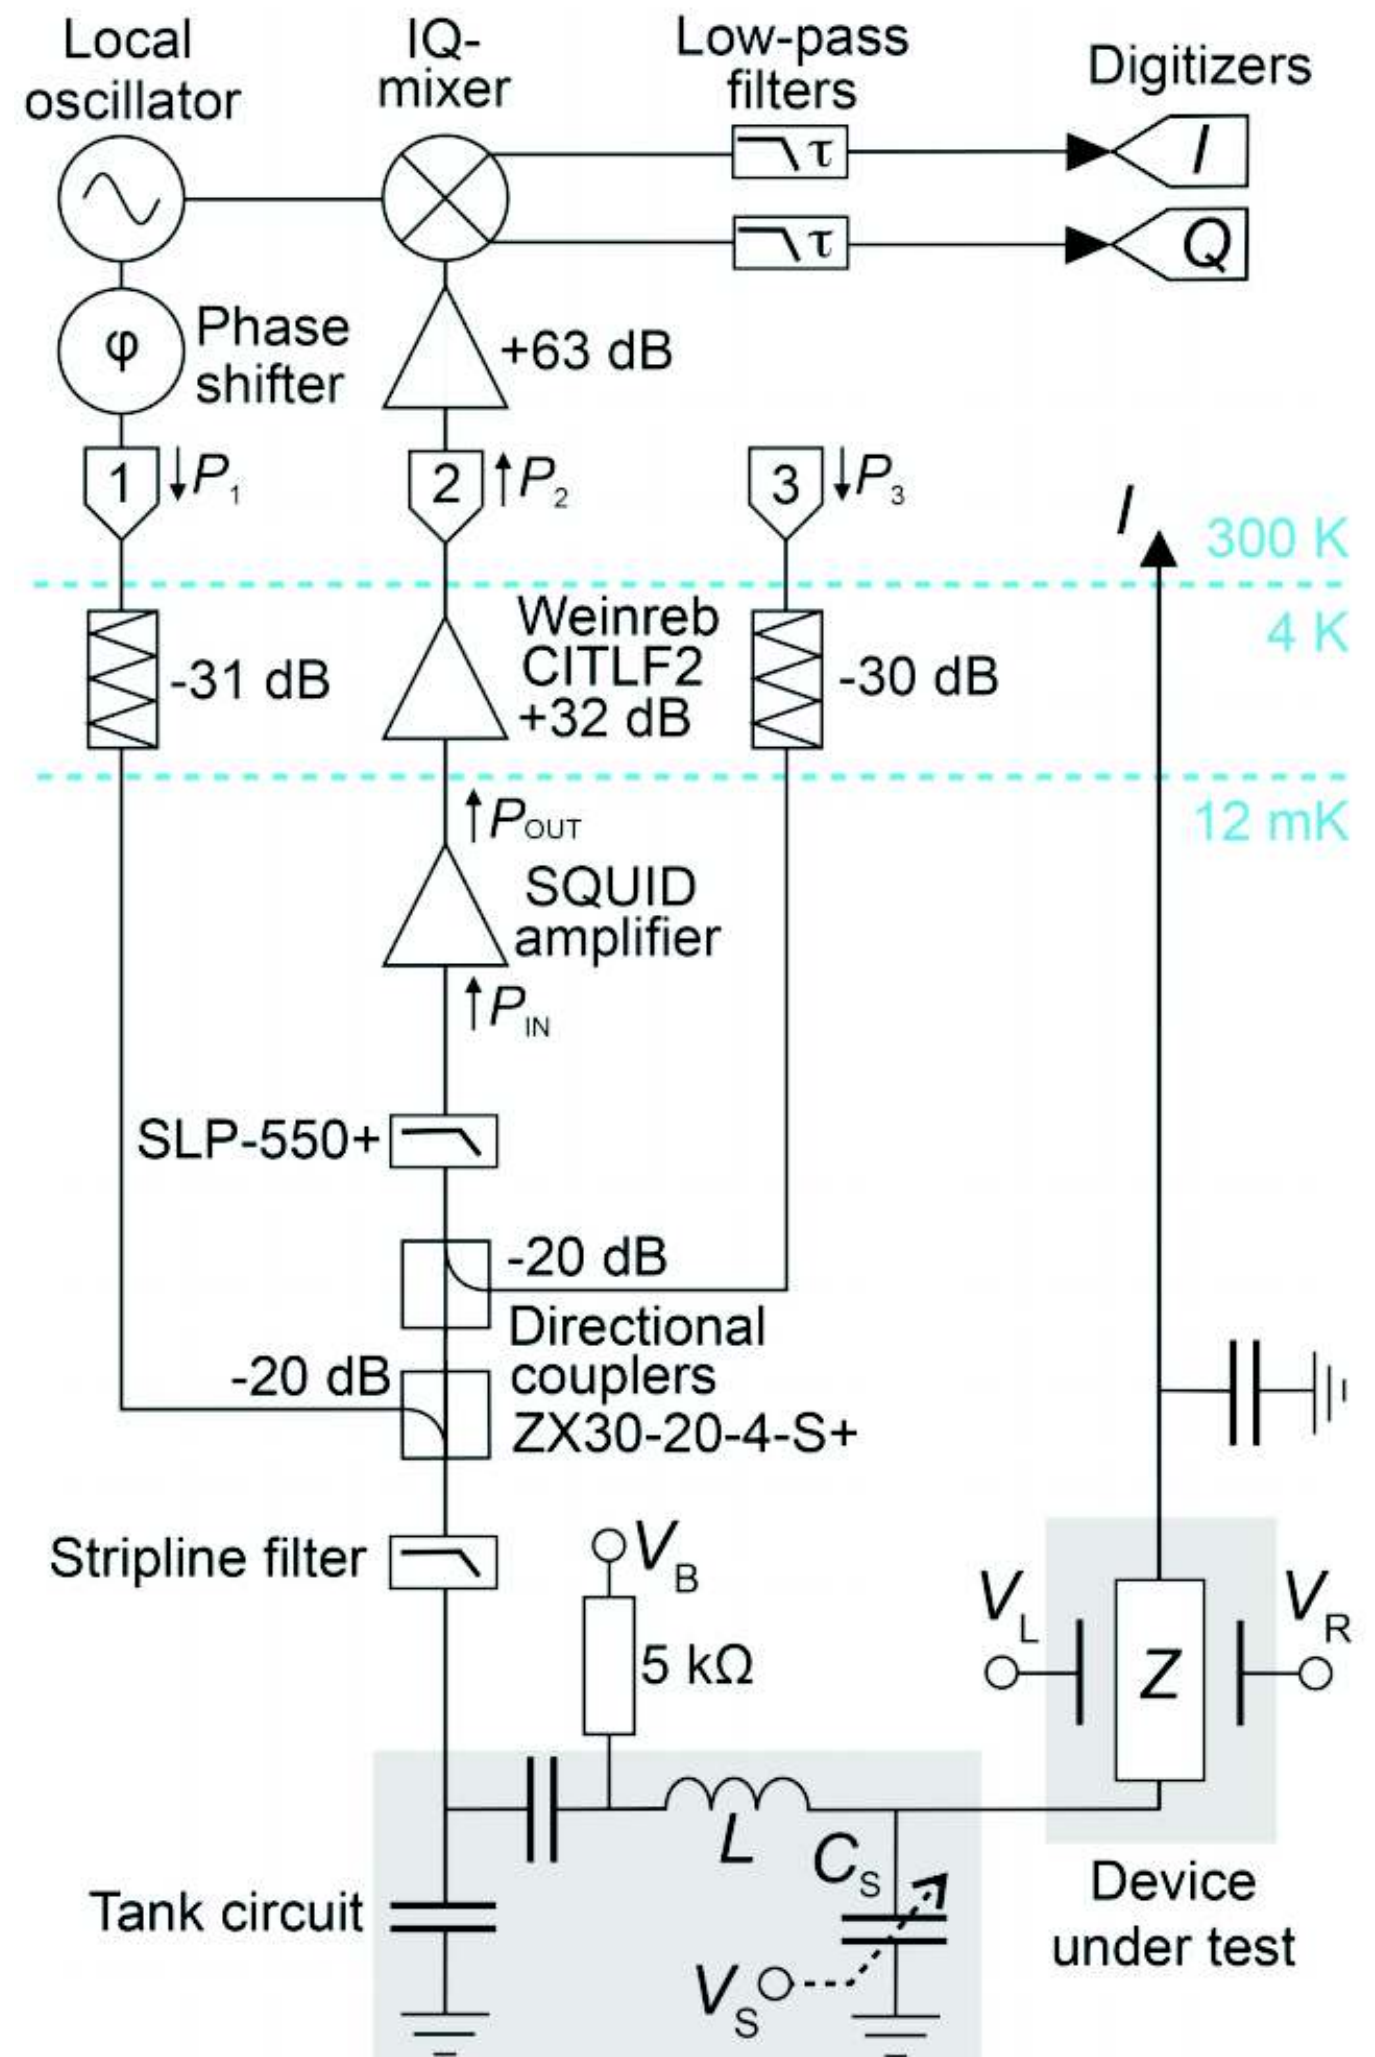 Local
oscillator
IQ-
mixer
Low-pass
filters
Digitizers
τ
I
τ
Q
φ
Phase
shifter
+63 dB
1
↓P1
2
↑P2
3
↓P3
I
300 K
4 K
-31 dB
Weinreb
CITLF2
+32 dB
-30 dB
12 mK
↑POUT
SQUID
amplifier
↑PIN
SLP-550+
-20 dB
Directional
couplers
ZX30-20-4-S+
-20 dB
Stripline filter
VB
5 kΩ
VL
Z
VR
L
CS
Tank circuit
VS
Device
under test